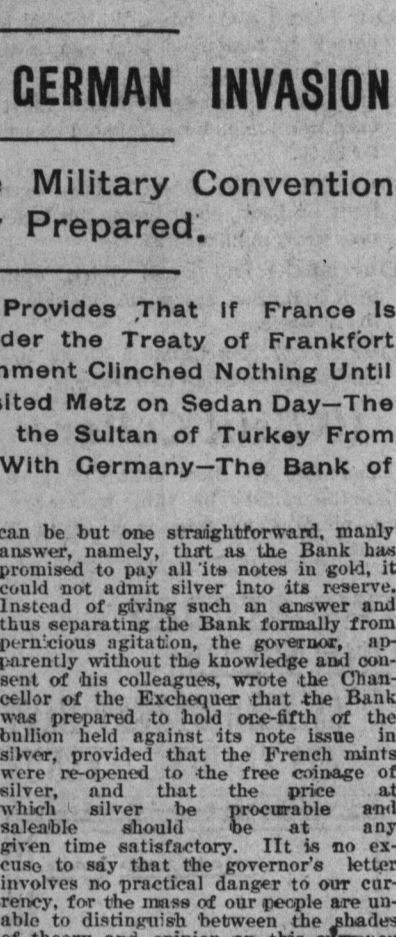 GERMAN INVASION
Military Convention
Prepared.
Provides That if France Is
der the Treaty of Frankfort
nment Clinched Nothing Until
sited Metz on Sedan Day—The
the Sultan of Turkey From
With Germany—The Bank of
can be but one straightforward, manly
answer, namely, that as the Bank has
promised to pay all its notes in gold, it
could not admit silver into its reserve.
Instead of giving such an answer and
thus separating the Bank formally from
pernicious agitation, the governor, ap-
parently without the knowledge and con-
sent of his colleagues, wrote the Chan-
cellor of the Exchequer that the Bank
was prepared to hold one-fifth of the
bullion held against its note issue in
silver, provided that the French mints
were re-opened to the free coinage of
silver, and that the price at
which silver be procurable and
saleable should be at any
given time satisfactory. IIt is no ex-
cuse to say that the governor's letter
involves no practical danger to our cur-
rency, for the mass of our people are un-
able to distinguish between the shades
of theory and opinion on this